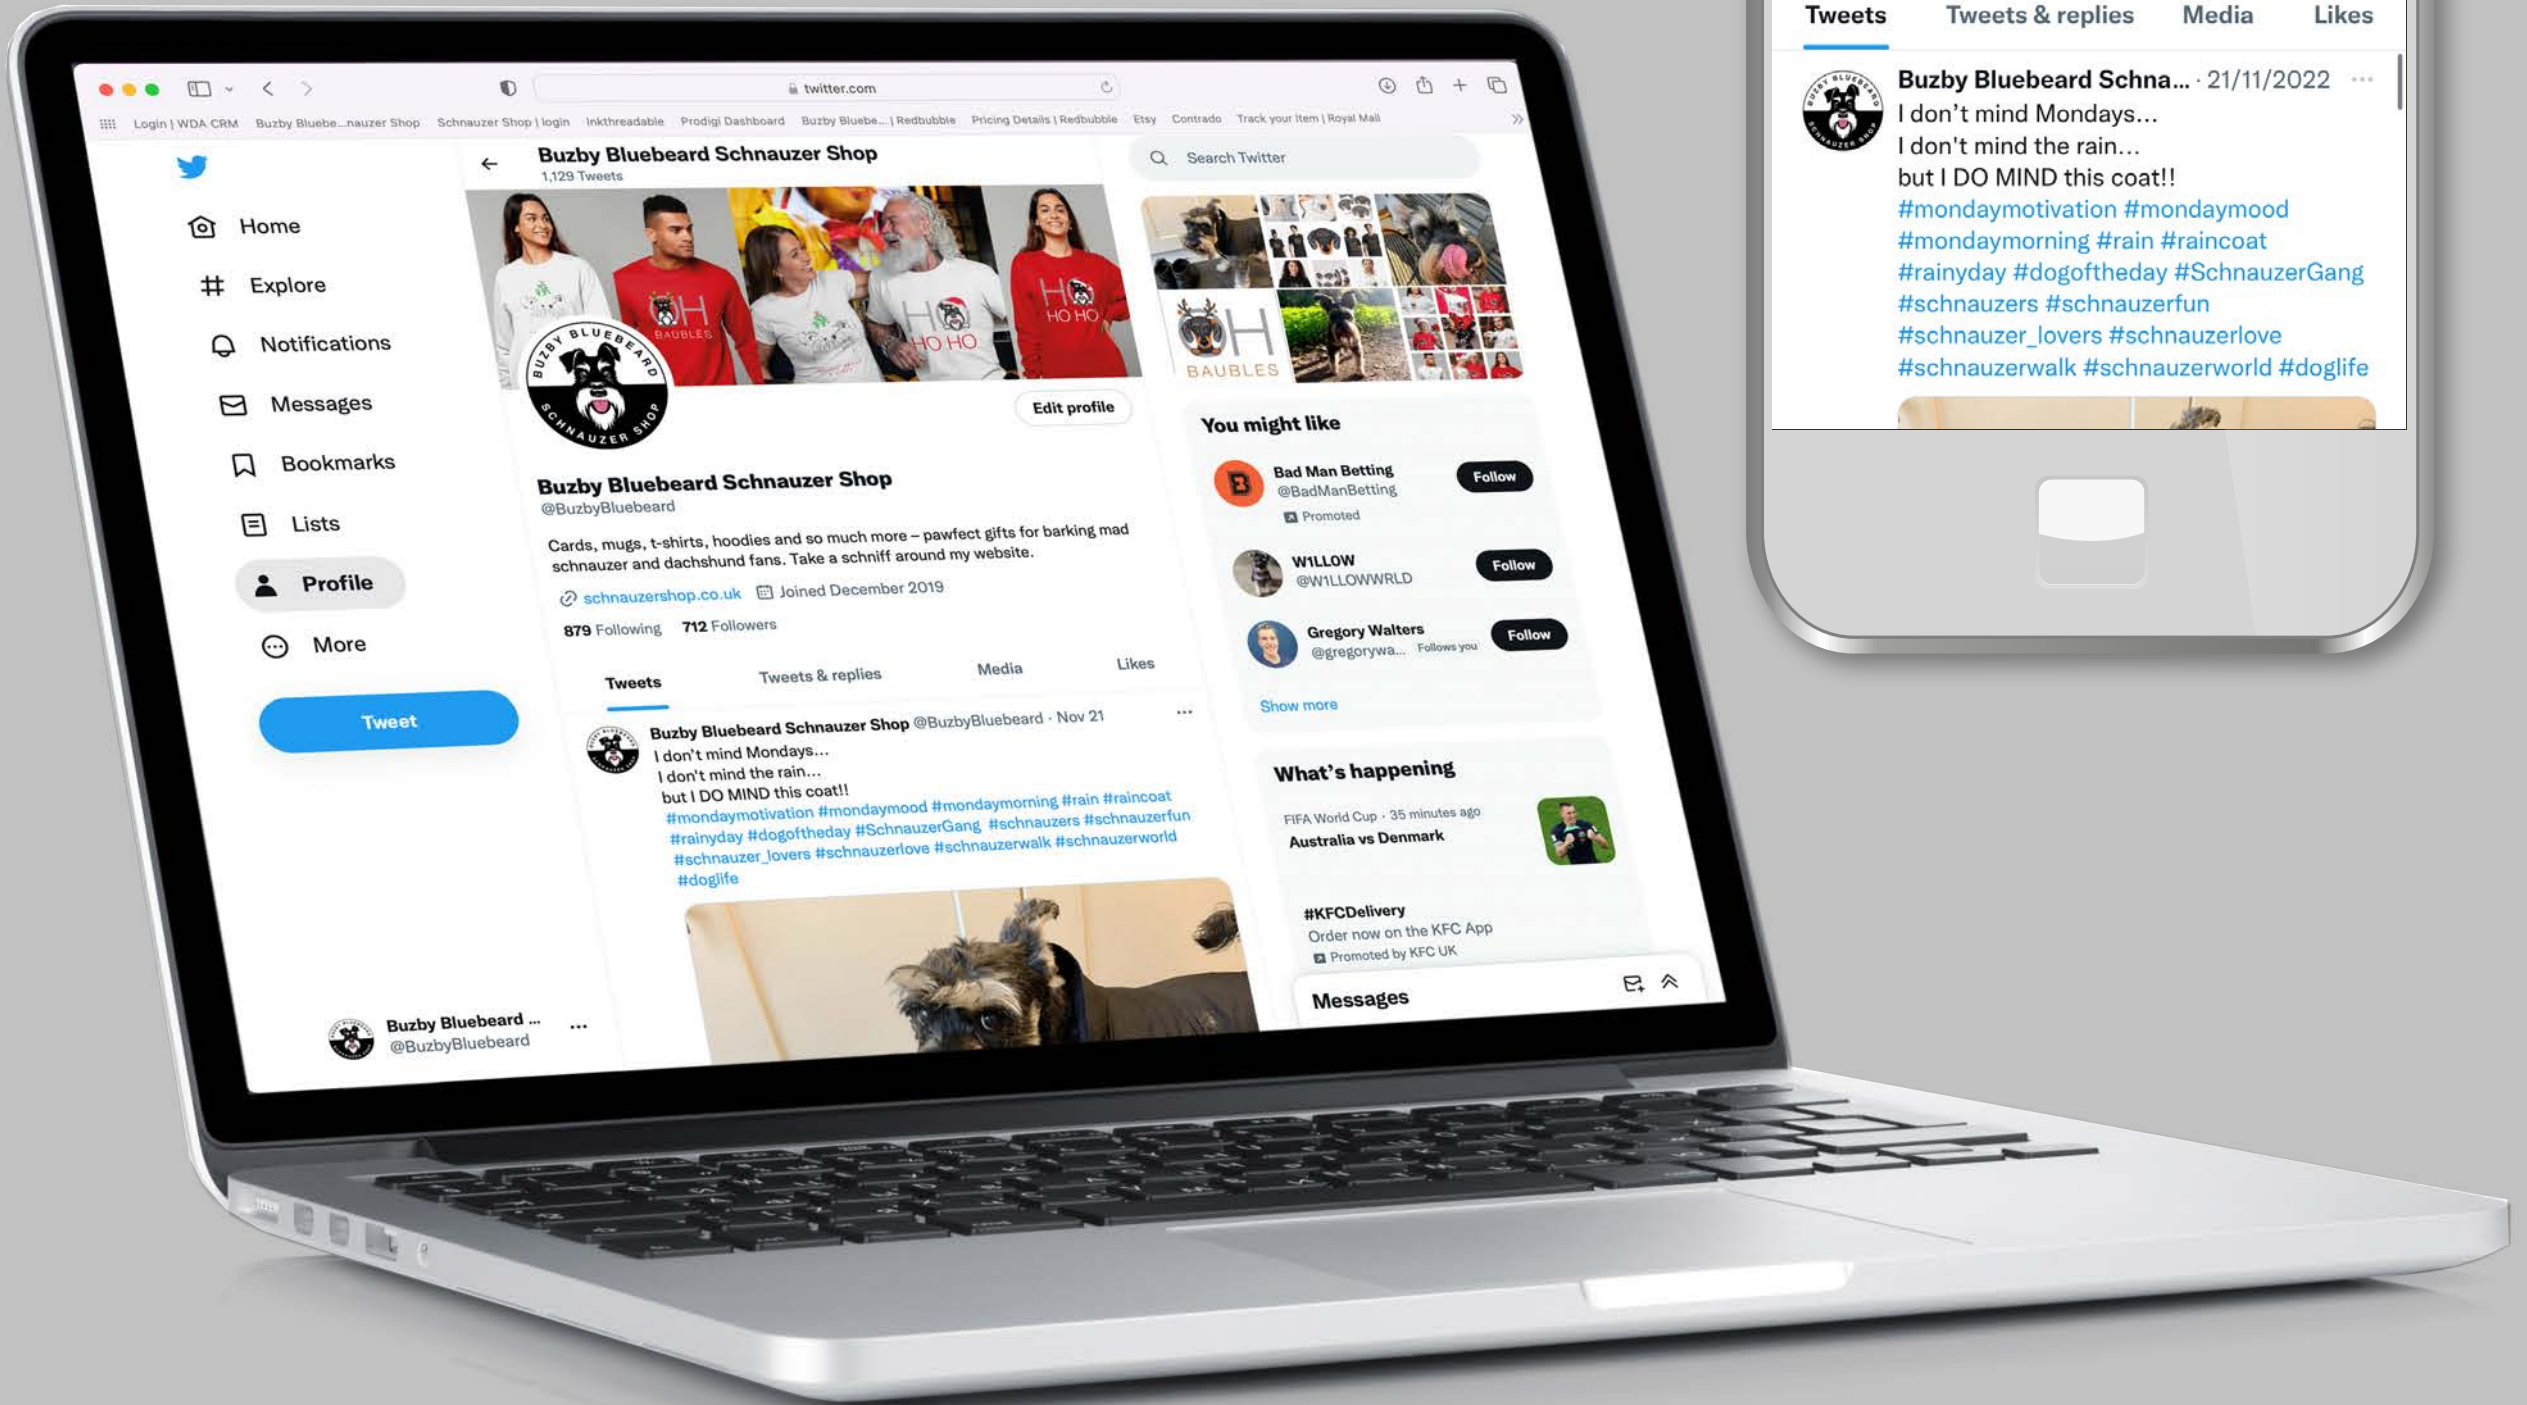 twitter.com
Login | WDA CRM
Buzby Bluebe...nauzer Shop
Schnauzer Shop | login
Inkthreadable
Prodigi Dashboard
Buzby Bluebe... | Redbubble
Pricing Details | Redbubble
Etsy
Contrado
Track your item | Royal Mail
Home
Explore
Notifications
Messages
Bookmarks
Lists
Profile
More
Tweet
Buzby Bluebeard ...
@BuzbyBluebeard
Buzby Bluebeard Schnauzer Shop
1,129 Tweets
OH
BAUBLES
HO
HO HO
HO
HO HO
BUZBY BLUEBEARD
SCHNAUZER SHOP
Edit profile
Buzby Bluebeard Schnauzer Shop
@BuzbyBluebeard
Cards, mugs, t-shirts, hoodies and so much more – pawfect gifts for barking mad
schnauzer and dachshund fans. Take a schniff around my website.
schnauzershop.co.uk Joined December 2019
879 Following 712 Followers
Tweets Tweets & replies Media Likes
Buzby Bluebeard Schnauzer Shop @BuzbyBluebeard · Nov 21 ...
I don't mind Mondays...
I don't mind the rain...
but I DO MIND this coat!!
#mondaymotivation #mondaymood #mondaymorning #rain #raincoat
#rainyday #dogoftheday #SchnauzerGang #schnauzers #schnauzerfun
#schnauzer_lovers #schnauzerlove #schnauzerwalk #schnauzerworld
#doglife
Search Twitter
OH
BAUBLES
You might like
Bad Man Betting
@BadManBetting
Promoted
Follow
W1LLOW
@W1LLOWWRLD
Follow
Gregory Walters
@gregorywa... Follows you
Follow
Show more
What's happening
FIFA World Cup · 35 minutes ago
Australia vs Denmark
#KFCDelivery
Order now on the KFC App
Promoted by KFC UK
Messages
Tweets Tweets & replies Media Likes
BUZBY BLUEBEARD
SCHNAUZER SHOP
Buzby Bluebeard Schna... · 21/11/2022 ...
I don't mind Mondays...
I don't mind the rain...
but I DO MIND this coat!!
#mondaymotivation #mondaymood
#mondaymorning #rain #raincoat
#rainyday #dogoftheday #SchnauzerGang
#schnauzers #schnauzerfun
#schnauzer_lovers #schnauzerlove
#schnauzerwalk #schnauzerworld #doglife